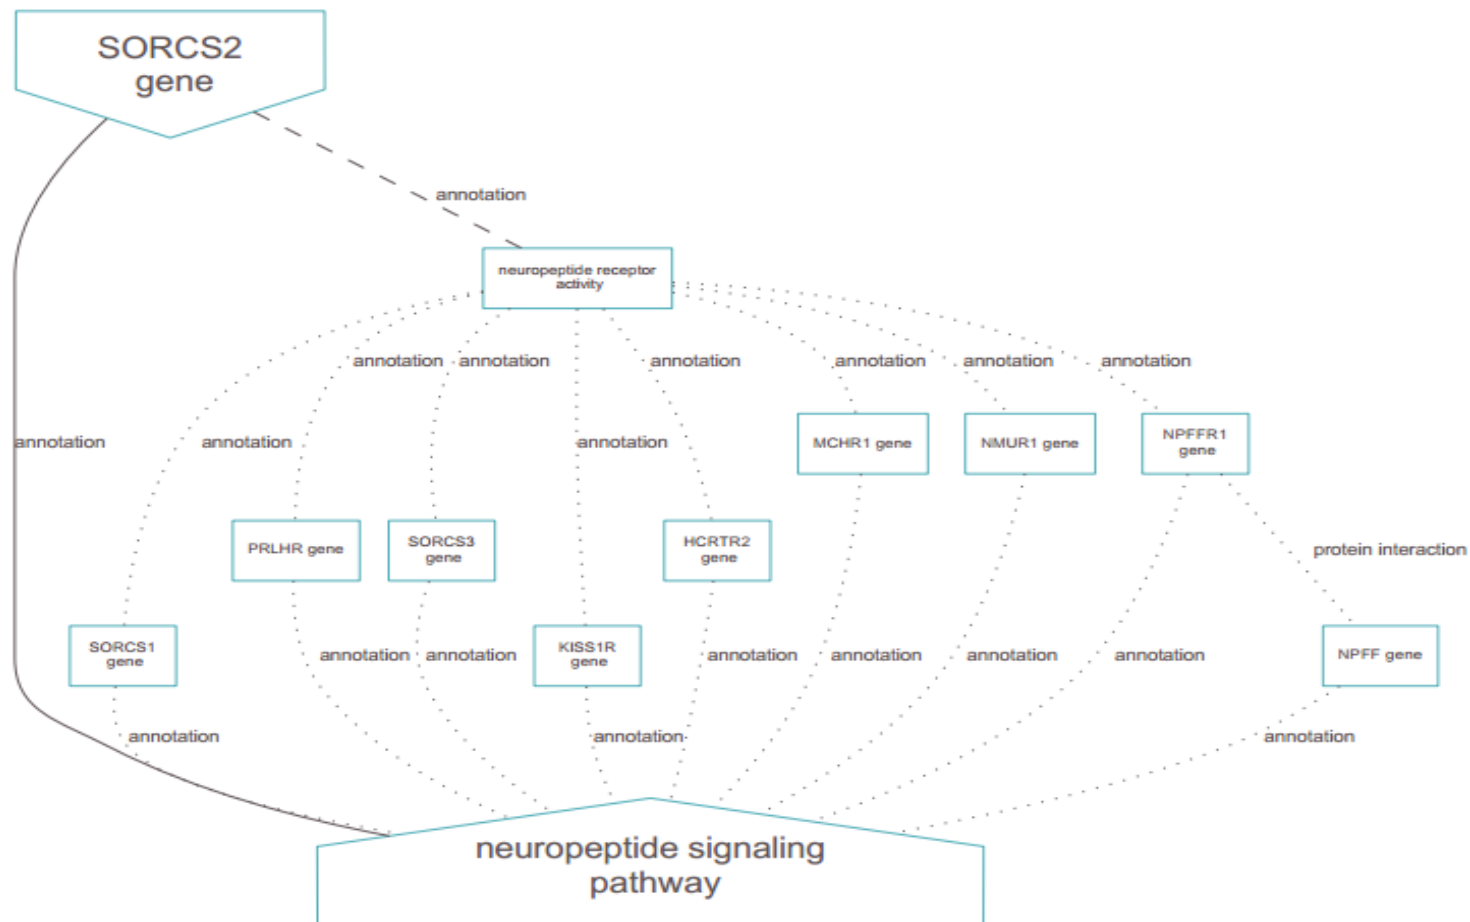 SORCS2
gene
annotation
neuropeptide receptor
activity
annotation
annotation
annotation
annotation
annotation
annotation
annotation
annotation
annotation
MCHR1 gene
NMUR1 gene
NPFFR1
gene
PRLHR gene
SORCS3
gene
HCRTR2
gene
protein interaction
SORCS1
gene
annotation
annotation
KISS1R
gene
annotation
annotation
annotation
annotation
NPFF gene
annotation
annotation
annotation
neuropeptide signaling
pathway